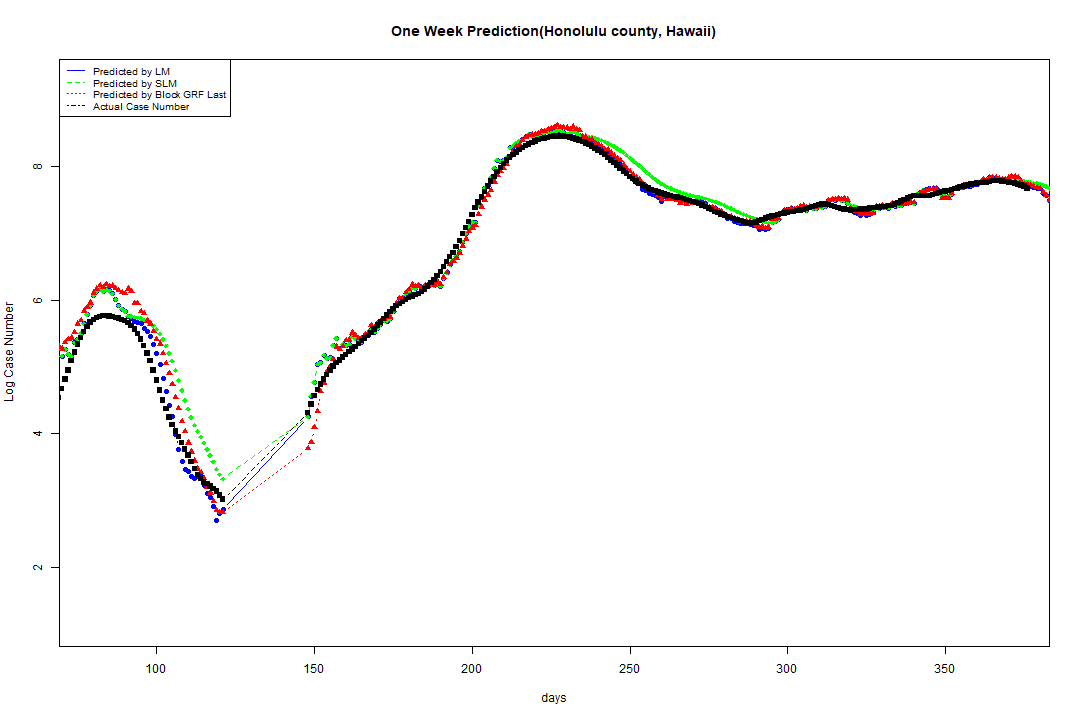 One Week Prediction(Honolulu county, Hawaii)
Predicted by LM
Predicted by SLM
Predicted by Block GRF Last
Actual Case Number
8
6
4
2
Log Case Number
100 150 200 250 300 350
days